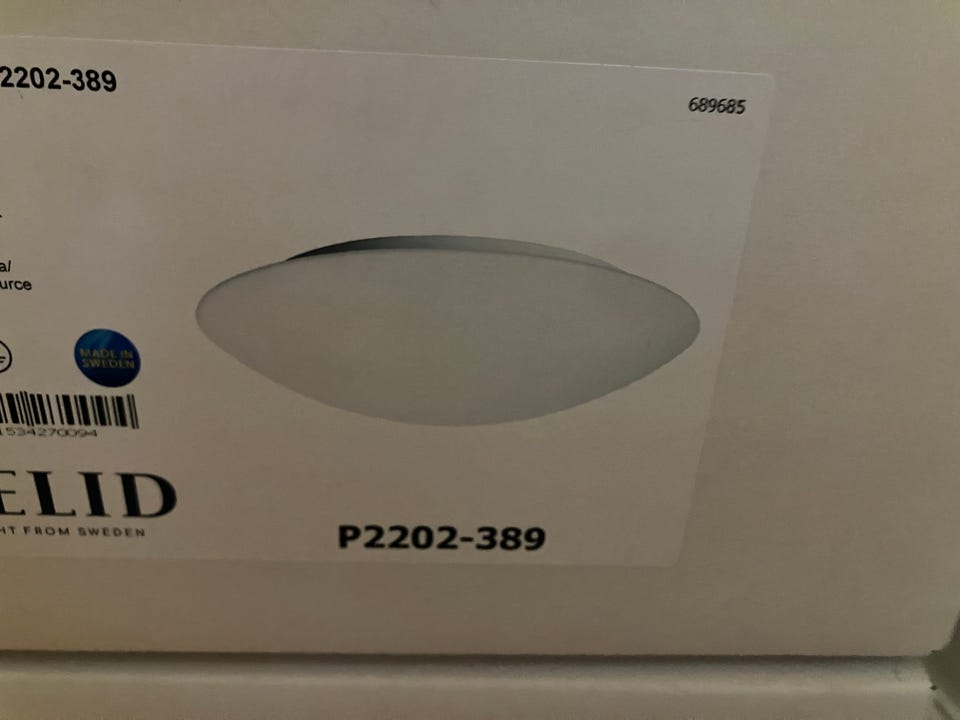 2202-389
689685
a/
urce
MADE IN
SWEDEN
1534270094
ELID
HT FROM SWEDEN
P2202-389